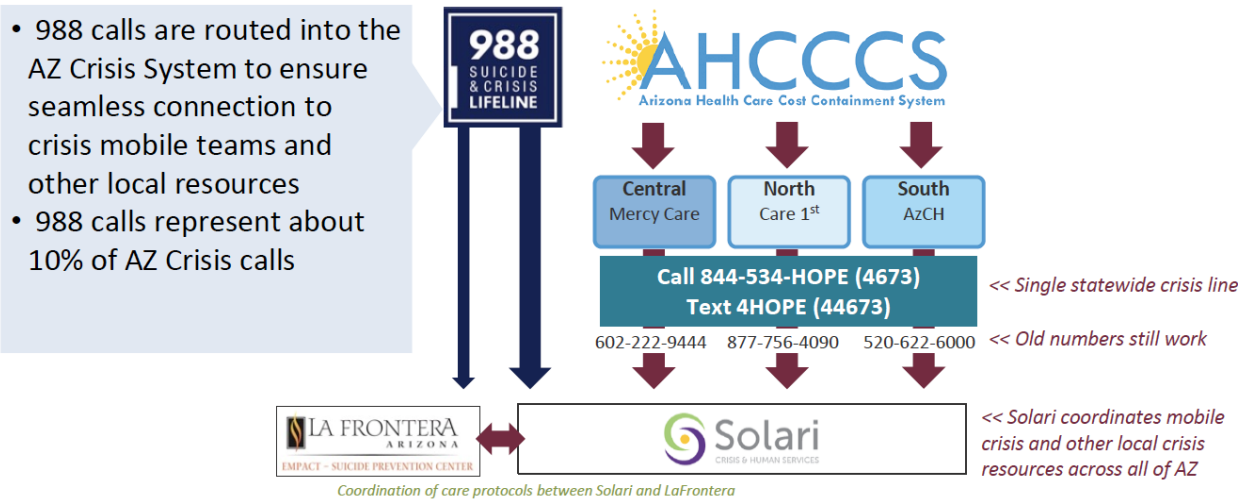 • 988 calls are routed into the
AZ Crisis System to ensure
seamless connection to
crisis mobile teams and
other local resources
• 988 calls represent about
10% of AZ Crisis calls
988
SUICIDE
& CRISIS
LIFELINE
AHCCCS
Arizona Health Care Cost Containment System
Central
Mercy Care
North
Care 1st
South
AzCH
Call 844-534-HOPE (4673)
Text 4HOPE (44673)
<< Single statewide crisis line
602-222-9444
877-756-4090
520-622-6000
<< Old numbers still work
LA FRONTERA
ARIZONA
EMPACT – SUICIDE PREVENTION CENTER
Solari
CRISIS & HUMAN SERVICES
<< Solari coordinates mobile
crisis and other local crisis
resources across all of AZ
Coordination of care protocols between Solari and LaFrontera